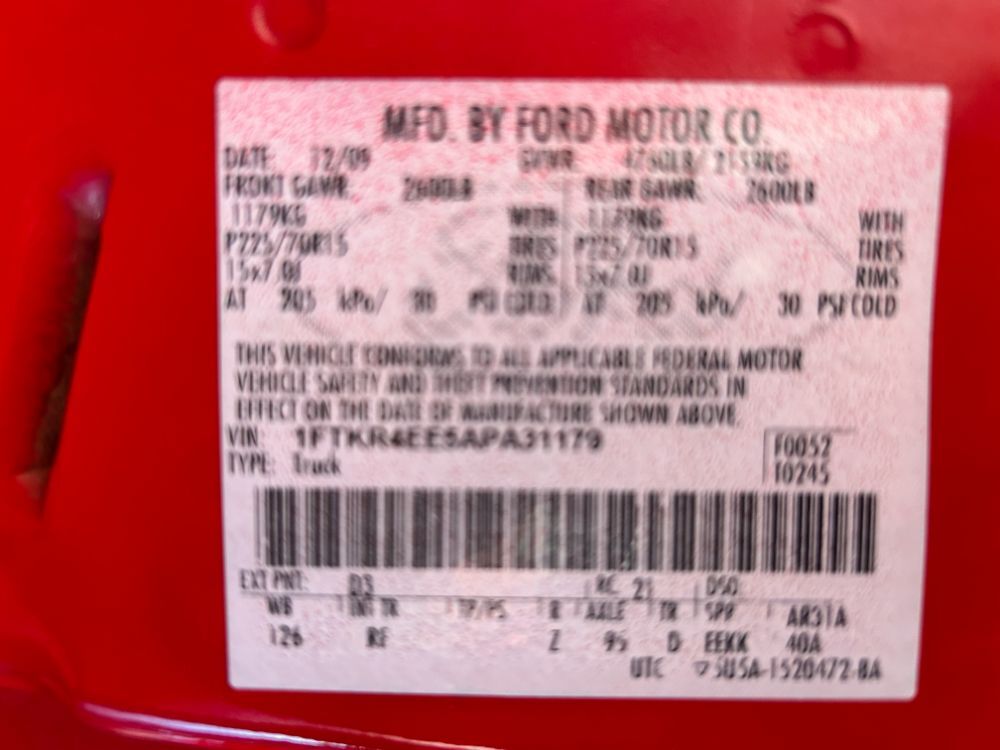 MFD. BY FORD MOTOR CO.
DATE: 12/09 GVWR: 4760LB/ 2159KG
FRONT GAWR: 2600LB REAR GAWR: 2600LB
1179KG WITH 1179KG WITH
P225/70R15 TIRES P225/70R15 TIRES
15x7.0J RIMS 15x7.0J RIMS
AT 205 kPa/ 30 PSI COLD AT 205 kPa/ 30 PSI COLD
THIS VEHICLE CONFORMS TO ALL APPLICABLE FEDERAL MOTOR
VEHICLE SAFETY AND THEFT PREVENTION STANDARDS IN
EFFECT ON THE DATE OF MANUFACTURE SHOWN ABOVE.
VIN: 1FTKR4EE5APA31179 F0052
TYPE: Truck T0245
EXT PNT: D3 RC 21 DSO
WB INT TR TP/PS R AXLE TR SPR AR31A
126 RF Z 95 D EEKK 40A
UTC 5U5A-1520472-BA